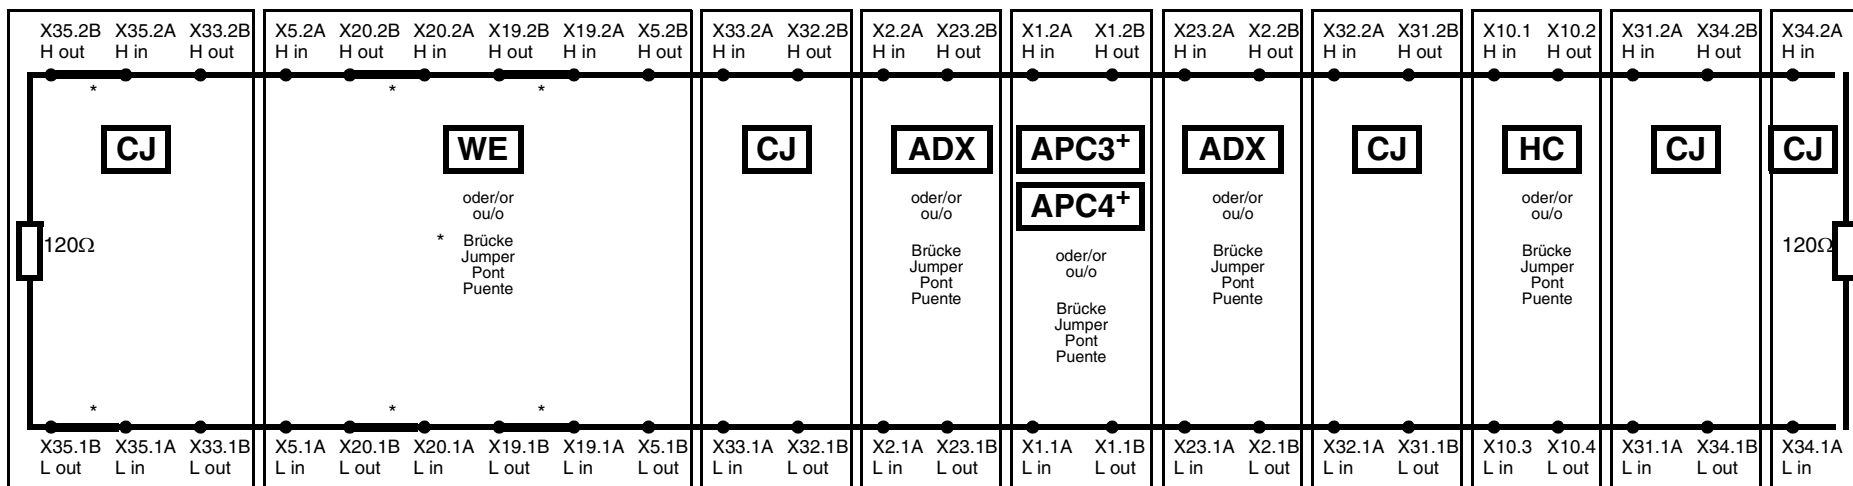 X35.2B X35.2A X33.2B X5.2A X20.2B X20.2A X19.2B X19.2A X5.2B X33.2A X32.2B X2.2A X23.2B X1.2A X1.2B X23.2A X2.2B X32.2A X31.2B X10.1 X10.2 X31.2A X34.2B X34.2A
H out H in H out H in H out H in H out H in H out H in H out H in H out H in H out H in H out H in H out H in H out H in H out H in
* * *
CJ WE CJ ADX APC3+ ADX CJ HC CJ CJ
APC4+
oder/or
ou/o
* Brücke
Jumper
Pont
Puente
oder/or
ou/o
Brücke
Jumper
Pont
Puente
oder/or
ou/o
Brücke
Jumper
Pont
Puente
oder/or
ou/o
Brücke
Jumper
Pont
Puente
oder/or
ou/o
Brücke
Jumper
Pont
Puente
120Ω 120Ω
* * *
X35.1B X35.1A X33.1B X5.1A X20.1B X20.1A X19.1B X19.1A X5.1B X33.1A X32.1B X2.1A X23.1B X1.1A X1.1B X23.1A X2.1B X32.1A X31.1B X10.3 X10.4 X31.1A X34.1B X34.1A
L out L in L out L in L out L in L out L in L out L in L out L in L out L in L out L in L out L in L out L in L out L in L out L in